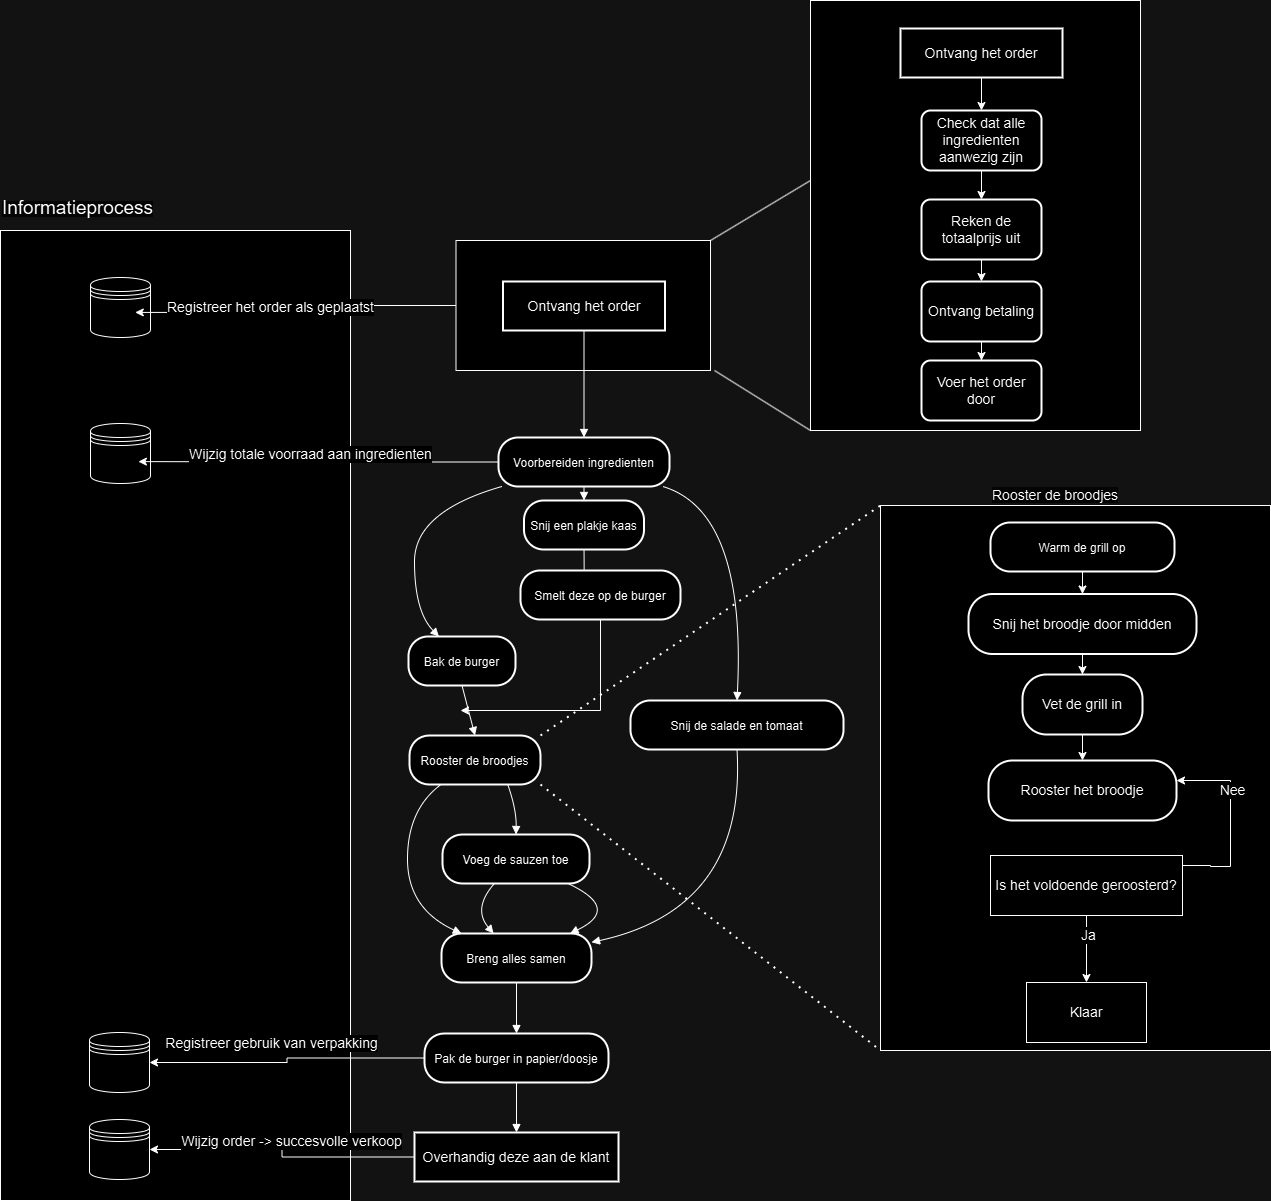 Ontvang het order
Check dat alle
ingredienten
aanwezig zijn
Reken de
totaalprijs uit
Ontvang betaling
Voer het order
door
Informatieprocess
Registreer het order als geplaatst
Ontvang het order
Wijzig totale voorraad aan ingredienten
Voorbereiden ingredienten
Snij een plakje kaas
Smelt deze op de burger
Bak de burger
Snij de salade en tomaat
Rooster de broodjes
Voeg de sauzen toe
Breng alles samen
Registreer gebruik van verpakking
Pak de burger in papier/doosje
Wijzig order -> succesvolle verkoop
Overhandig deze aan de klant
Rooster de broodjes
Warm de grill op
Snij het broodje door midden
Vet de grill in
Rooster het broodje
Nee
Is het voldoende geroosterd?
Ja
Klaar